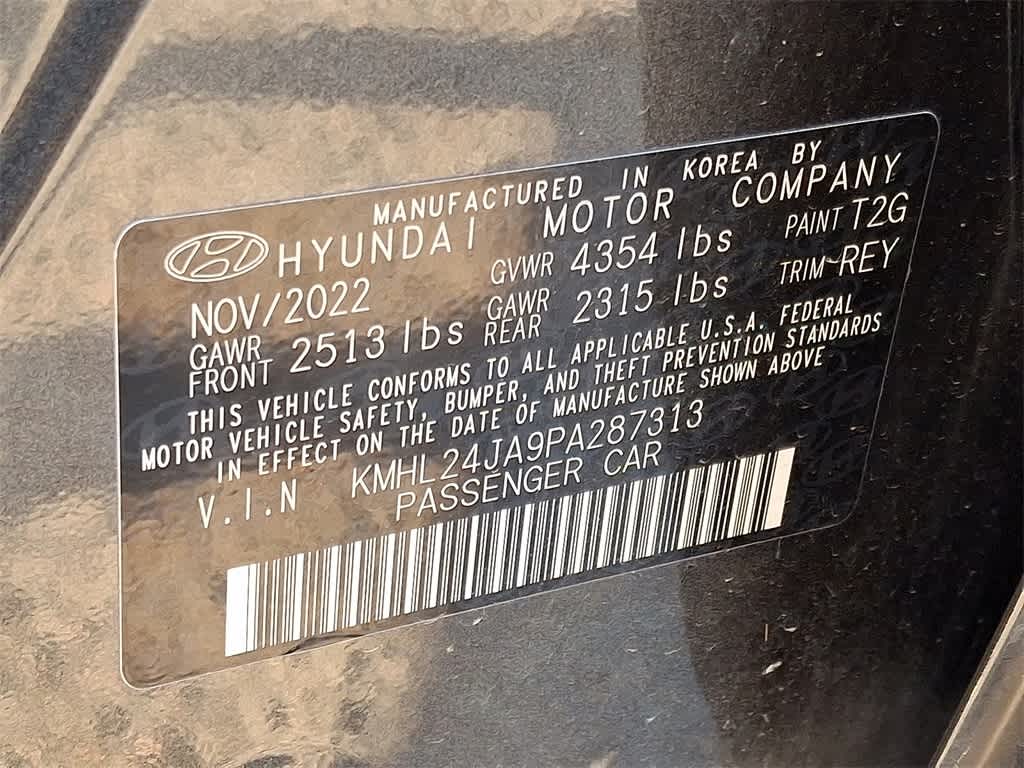 MANUFACTURED IN KOREA BY
HYUNDAI MOTOR COMPANY
NOV/2022 GVWR 4354 lbs PAINT T2G
GAWR FRONT 2513 lbs GAWR REAR 2315 lbs TRIM REY
THIS VEHICLE CONFORMS TO ALL APPLICABLE U.S.A. FEDERAL
MOTOR VEHICLE SAFETY, BUMPER, AND THEFT PREVENTION STANDARDS
IN EFFECT ON THE DATE OF MANUFACTURE SHOWN ABOVE
V.I.N KMHL24JA9PA287313
PASSENGER CAR